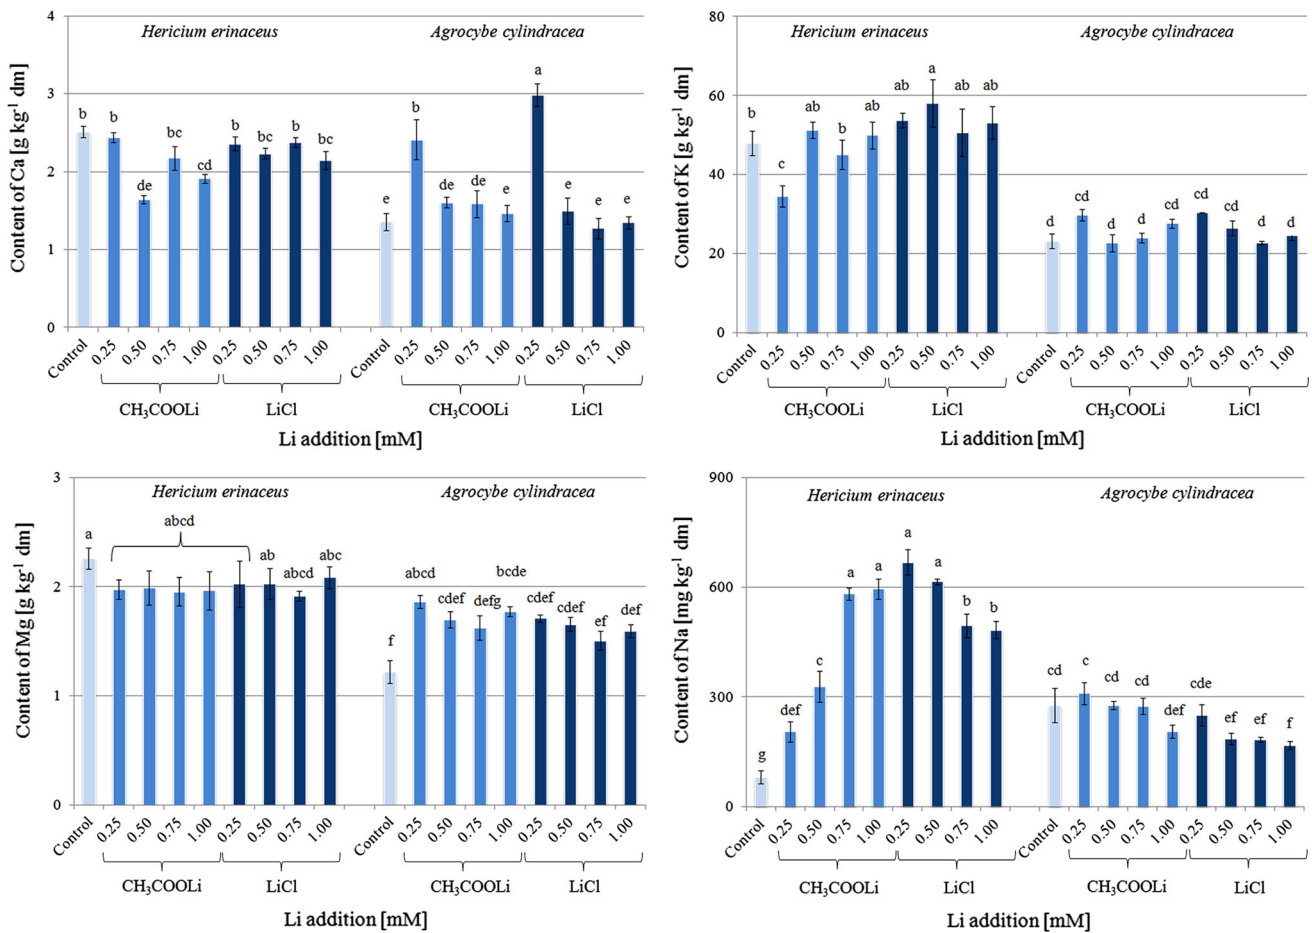 4
3
2
1
0
Content of Ca [g kg⁻¹ dm]
Hericium erinaceus
Agrocybe cylindracea
b b de bc cd b bc b bc e b de de e a e e e
Control 0.25 0.50 0.75 1.00 0.25 0.50 0.75 1.00 Control 0.25 0.50 0.75 1.00 0.25 0.50 0.75 1.00
CH₃COOLi LiCl CH₃COOLi LiCl
Li addition [mM]
80
60
40
20
0
Content of K [g kg⁻¹ dm]
Hericium erinaceus
Agrocybe cylindracea
b c ab b ab ab a ab ab d cd d d cd cd d d d
Control 0.25 0.50 0.75 1.00 0.25 0.50 0.75 1.00 Control 0.25 0.50 0.75 1.00 0.25 0.50 0.75 1.00
CH₃COOLi LiCl CH₃COOLi LiCl
Li addition [mM]
3
2
1
0
Content of Mg [g kg⁻¹ dm]
Hericium erinaceus
Agrocybe cylindracea
a abcd ab abcd abc f abcd cdef defg bcde cdef cdef ef def
Control 0.25 0.50 0.75 1.00 0.25 0.50 0.75 1.00 Control 0.25 0.50 0.75 1.00 0.25 0.50 0.75 1.00
CH₃COOLi LiCl CH₃COOLi LiCl
Li addition [mM]
900
600
300
0
Content of Na [mg kg⁻¹ dm]
Hericium erinaceus
Agrocybe cylindracea
g def c a a a a b b cd c cd cd def cde ef ef f
Control 0.25 0.50 0.75 1.00 0.25 0.50 0.75 1.00 Control 0.25 0.50 0.75 1.00 0.25 0.50 0.75 1.00
CH₃COOLi LiCl CH₃COOLi LiCl
Li addition [mM]